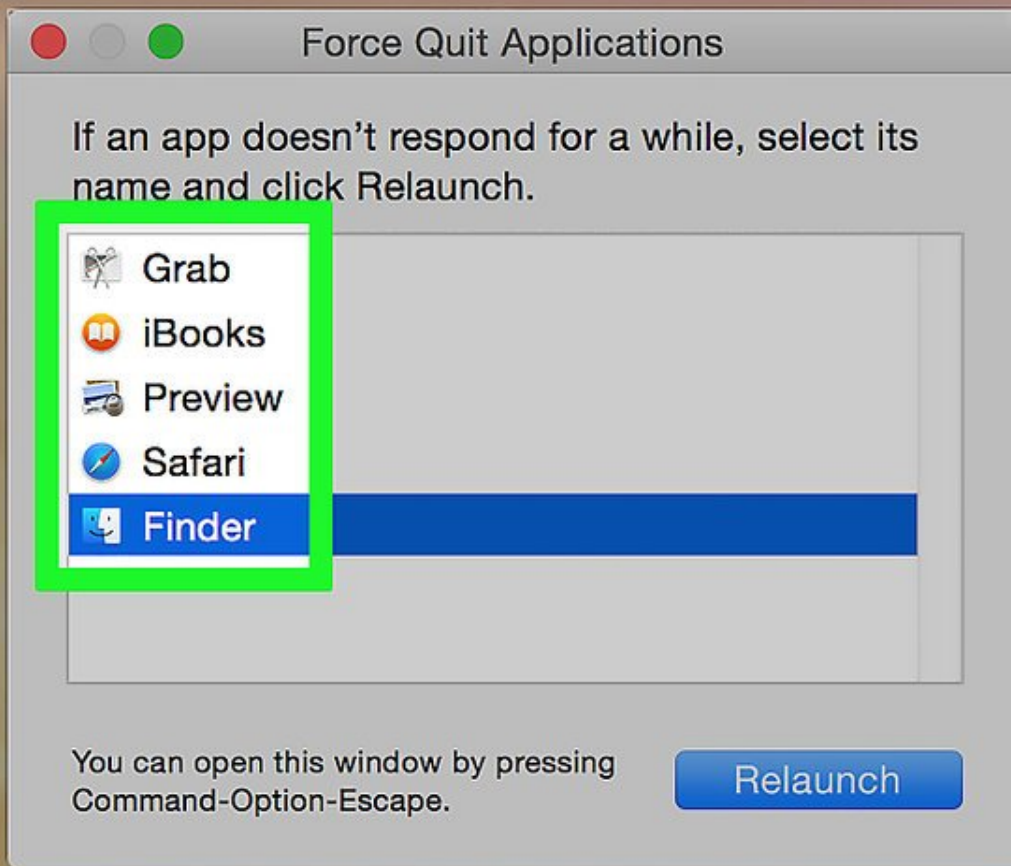 Force Quit Applications
If an app doesn’t respond for a while, select its
name and click Relaunch.
Grab
iBooks
Preview
Safari
Finder
You can open this window by pressing
Command-Option-Escape.
Relaunch